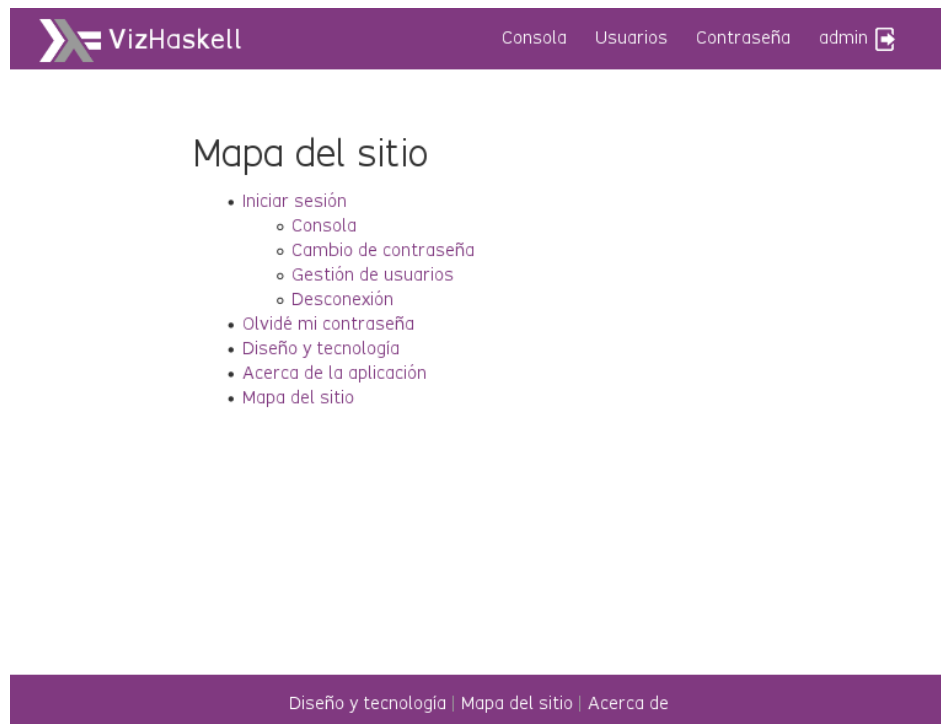 VizHaskell Consola Usuarios Contraseña admin
Mapa del sitio
Iniciar sesión
Consola
Cambio de contraseña
Gestión de usuarios
Desconexión
Olvidé mi contraseña
Diseño y tecnología
Acerca de la aplicación
Mapa del sitio
Diseño y tecnología | Mapa del sitio | Acerca de